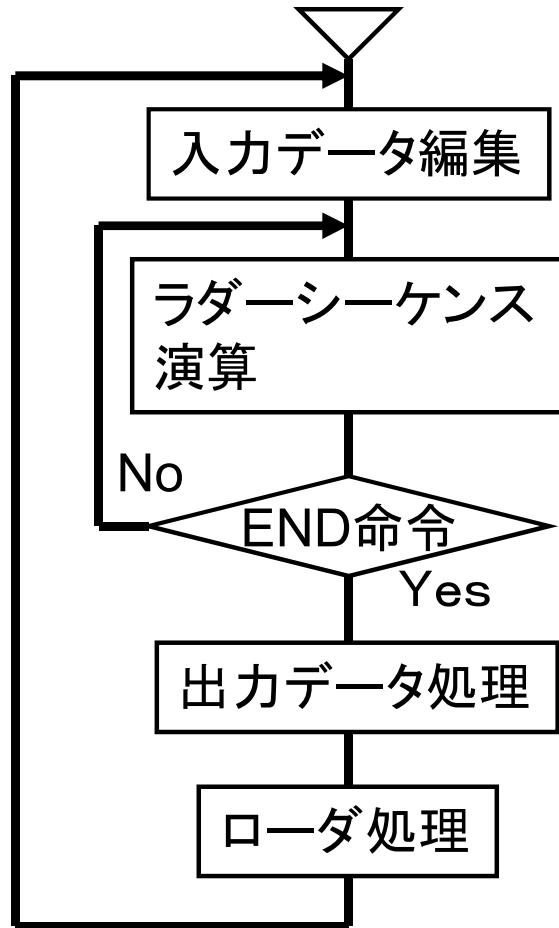 入力データ編集
ラダーシーケンス
演算
No
END命令
Yes
出力データ処理
ローダ処理